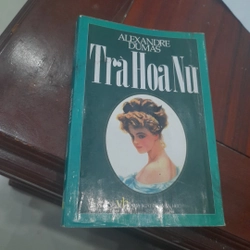 ALEXANDRE
DUMAS
Trà Hoa Nữ